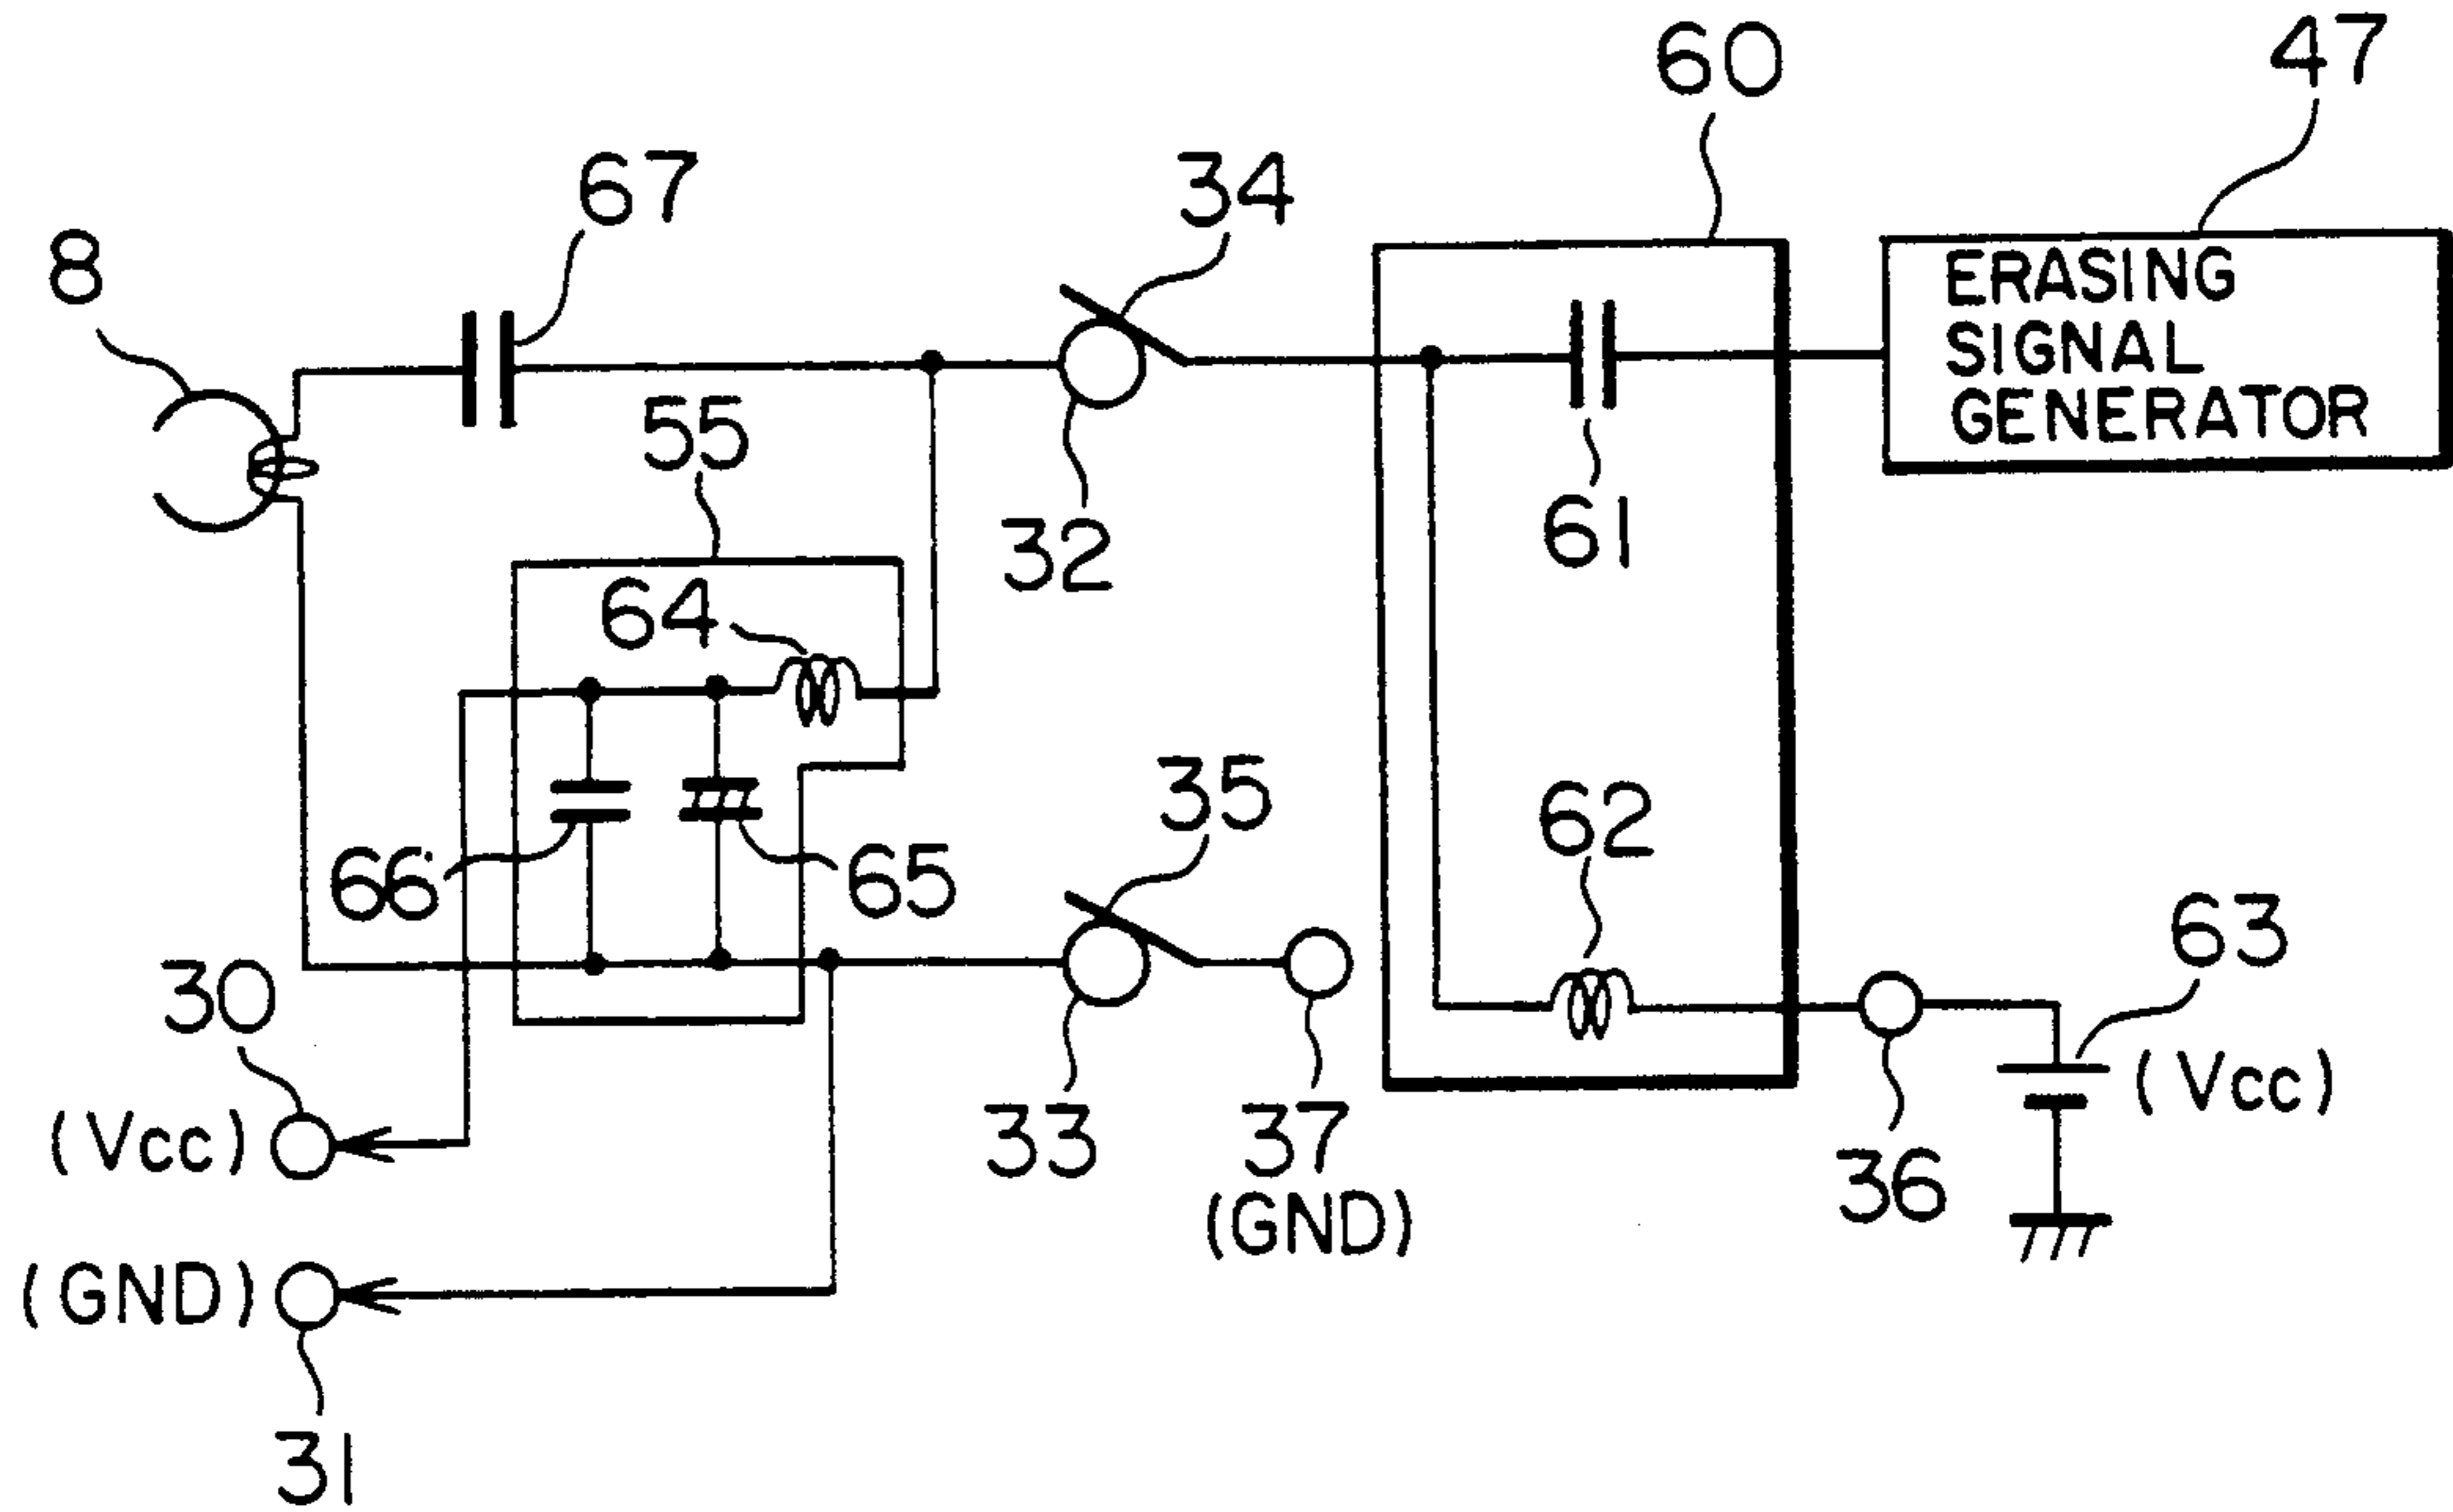 60
47
67
34
8
ERASING
SIGNAL
GENERATOR
55
32
61
64
35
62
66
65
63
30
(Vcc)
(Vcc)
33
37
36
(GND)
(GND)
31